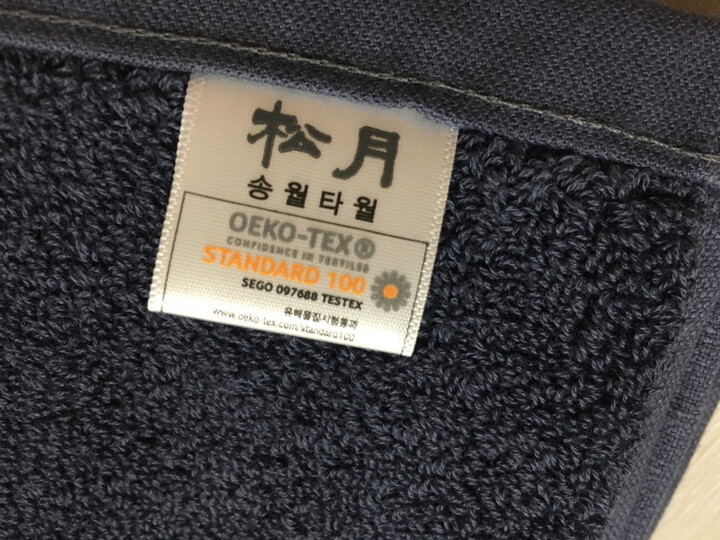 松月
송월타월
OEKO-TEX®
CONFIDENCE IN TEXTILES
STANDARD 100
SEGO 097688 TESTEX
유해물질시험통과
www.oeko-tex.com/standard100